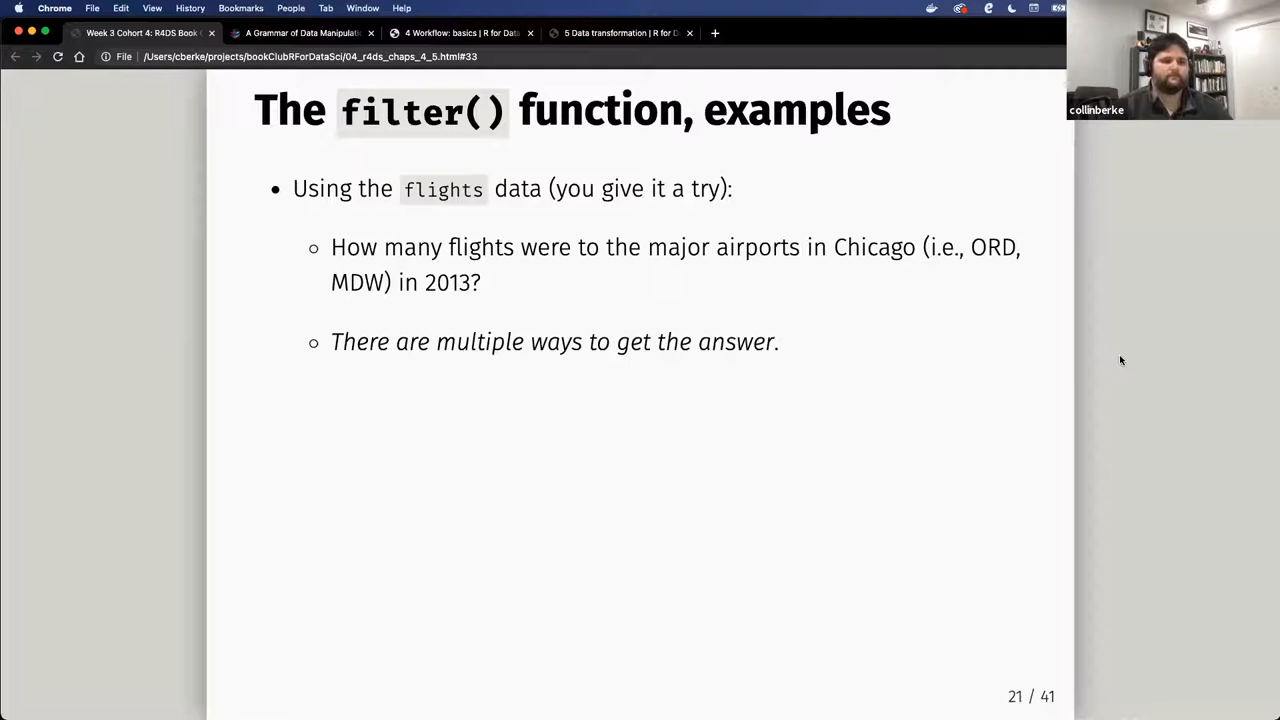 Chrome File Edit View History Bookmarks People Tab Window Help
Week 3 Cohort 4: R4DS Book
A Grammar of Data Manipulati
4 Workflow: basics | R for Data
5 Data transformation | R for D
File /Users/cberke/projects/bookClubRForDataSci/04_r4ds_chaps_4_5.html#33
collinberke
The filter() function, examples
Using the flights data (you give it a try):
How many flights were to the major airports in Chicago (i.e., ORD,
MDW) in 2013?
There are multiple ways to get the answer.
21 / 41